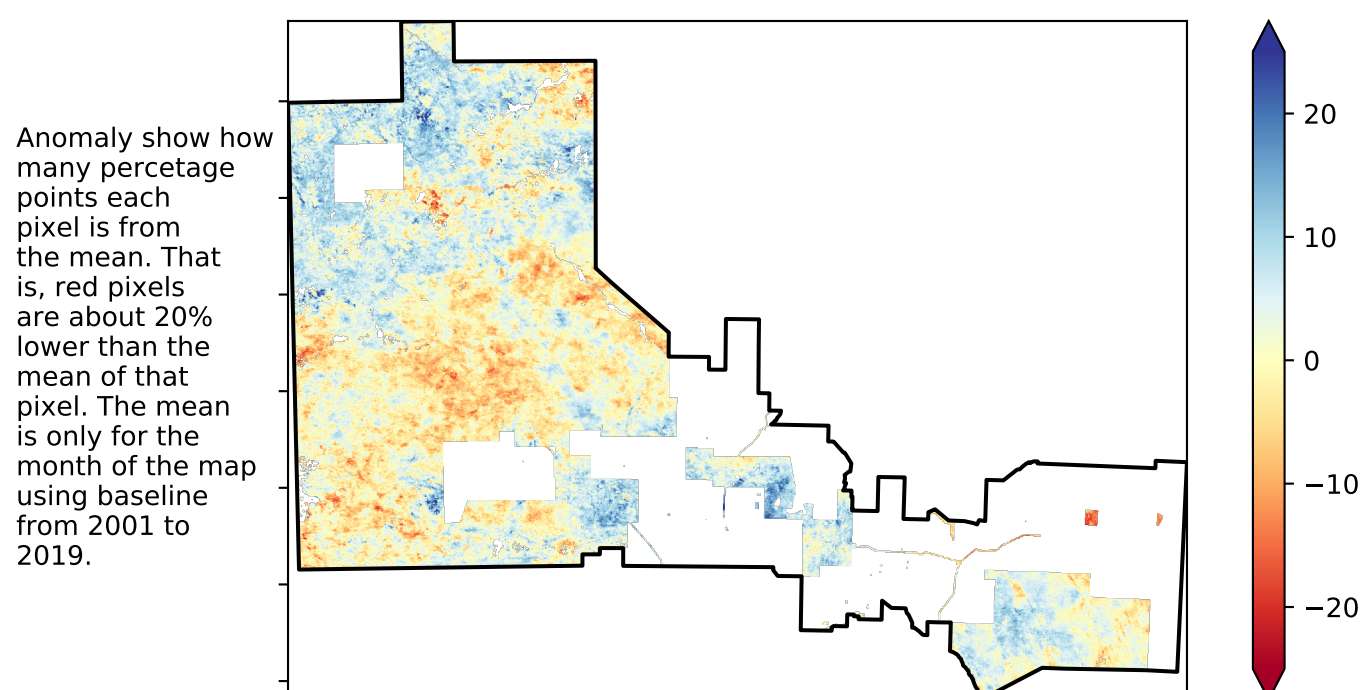 Anomaly show how
many percetage
points each
pixel is from
the mean. That
is, red pixels
are about 20%
lower than the
mean of that
pixel. The mean
is only for the
month of the map
using baseline
from 2001 to
2019.
20
10
0
−10
−20